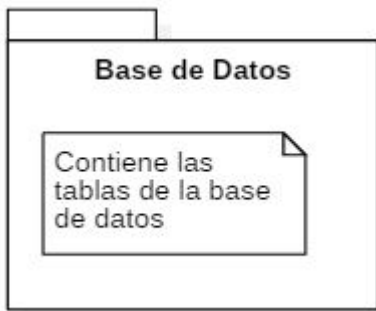 Base de Datos
Contiene las
tablas de la base
de datos